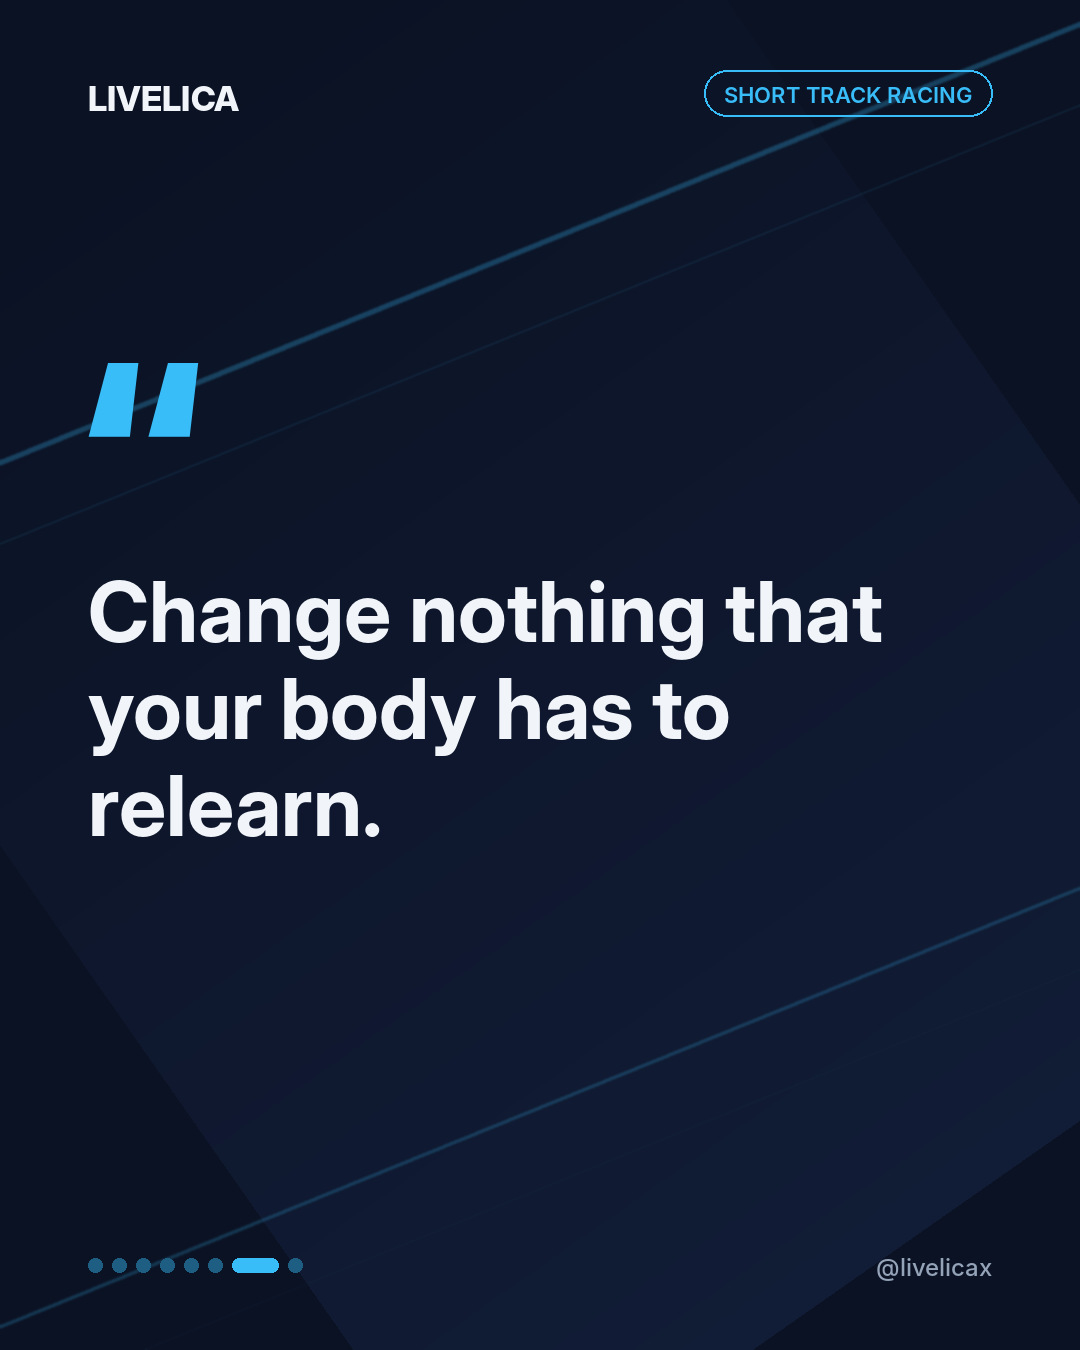 LIVELICA
SHORT TRACK RACING
"
Change nothing that
your body has to
relearn.
@livelicax